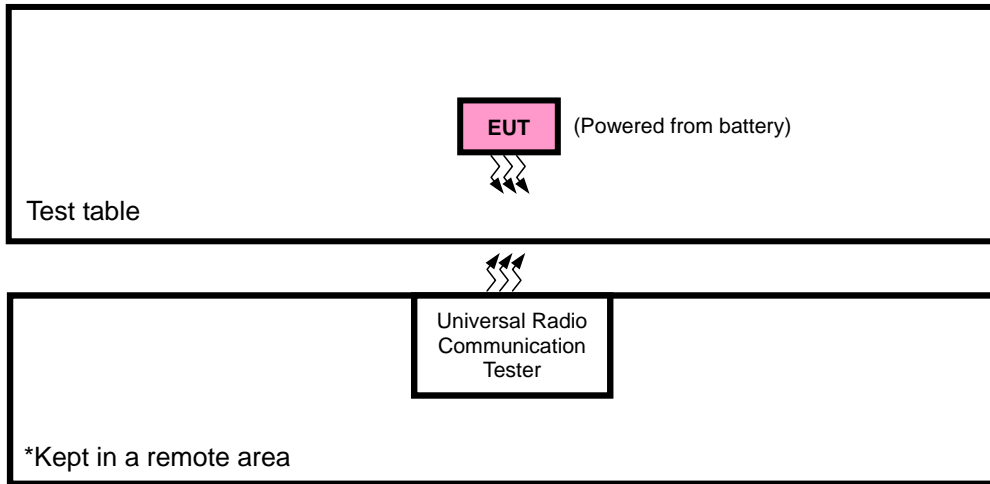 EUT
(Powered from battery)
Test table
Universal Radio
Communication
Tester
*Kept in a remote area